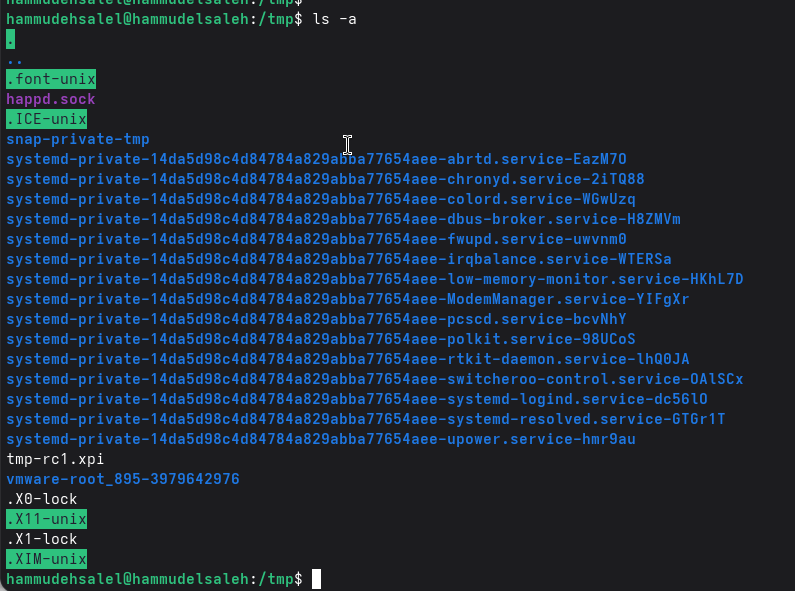 hammudehsalel@hammudelsaleh:/tmp$ ls -a
.
..
.font-unix
happd.sock
.ICE-unix
snap-private-tmp
systemd-private-14da5d98c4d84784a829abba77654aee-abrtd.service-EazM7O
systemd-private-14da5d98c4d84784a829abba77654aee-chronyd.service-2iTQ88
systemd-private-14da5d98c4d84784a829abba77654aee-colord.service-WGwUzq
systemd-private-14da5d98c4d84784a829abba77654aee-dbus-broker.service-H8ZMVm
systemd-private-14da5d98c4d84784a829abba77654aee-fwupd.service-uwvnm0
systemd-private-14da5d98c4d84784a829abba77654aee-irqbalance.service-WTERSa
systemd-private-14da5d98c4d84784a829abba77654aee-low-memory-monitor.service-HKhL7D
systemd-private-14da5d98c4d84784a829abba77654aee-ModemManager.service-YIFgXr
systemd-private-14da5d98c4d84784a829abba77654aee-pcscd.service-bcvNhY
systemd-private-14da5d98c4d84784a829abba77654aee-polkit.service-98UCoS
systemd-private-14da5d98c4d84784a829abba77654aee-rtkit-daemon.service-lhQ0JA
systemd-private-14da5d98c4d84784a829abba77654aee-switcheroo-control.service-OAlSCx
systemd-private-14da5d98c4d84784a829abba77654aee-systemd-logind.service-dc56lO
systemd-private-14da5d98c4d84784a829abba77654aee-systemd-resolved.service-GTGr1T
systemd-private-14da5d98c4d84784a829abba77654aee-upower.service-hmr9au
tmp-rc1.xpi
vmware-root_895-3979642976
.X0-lock
.X11-unix
.X1-lock
.XIM-unix
hammudehsalel@hammudelsaleh:/tmp$